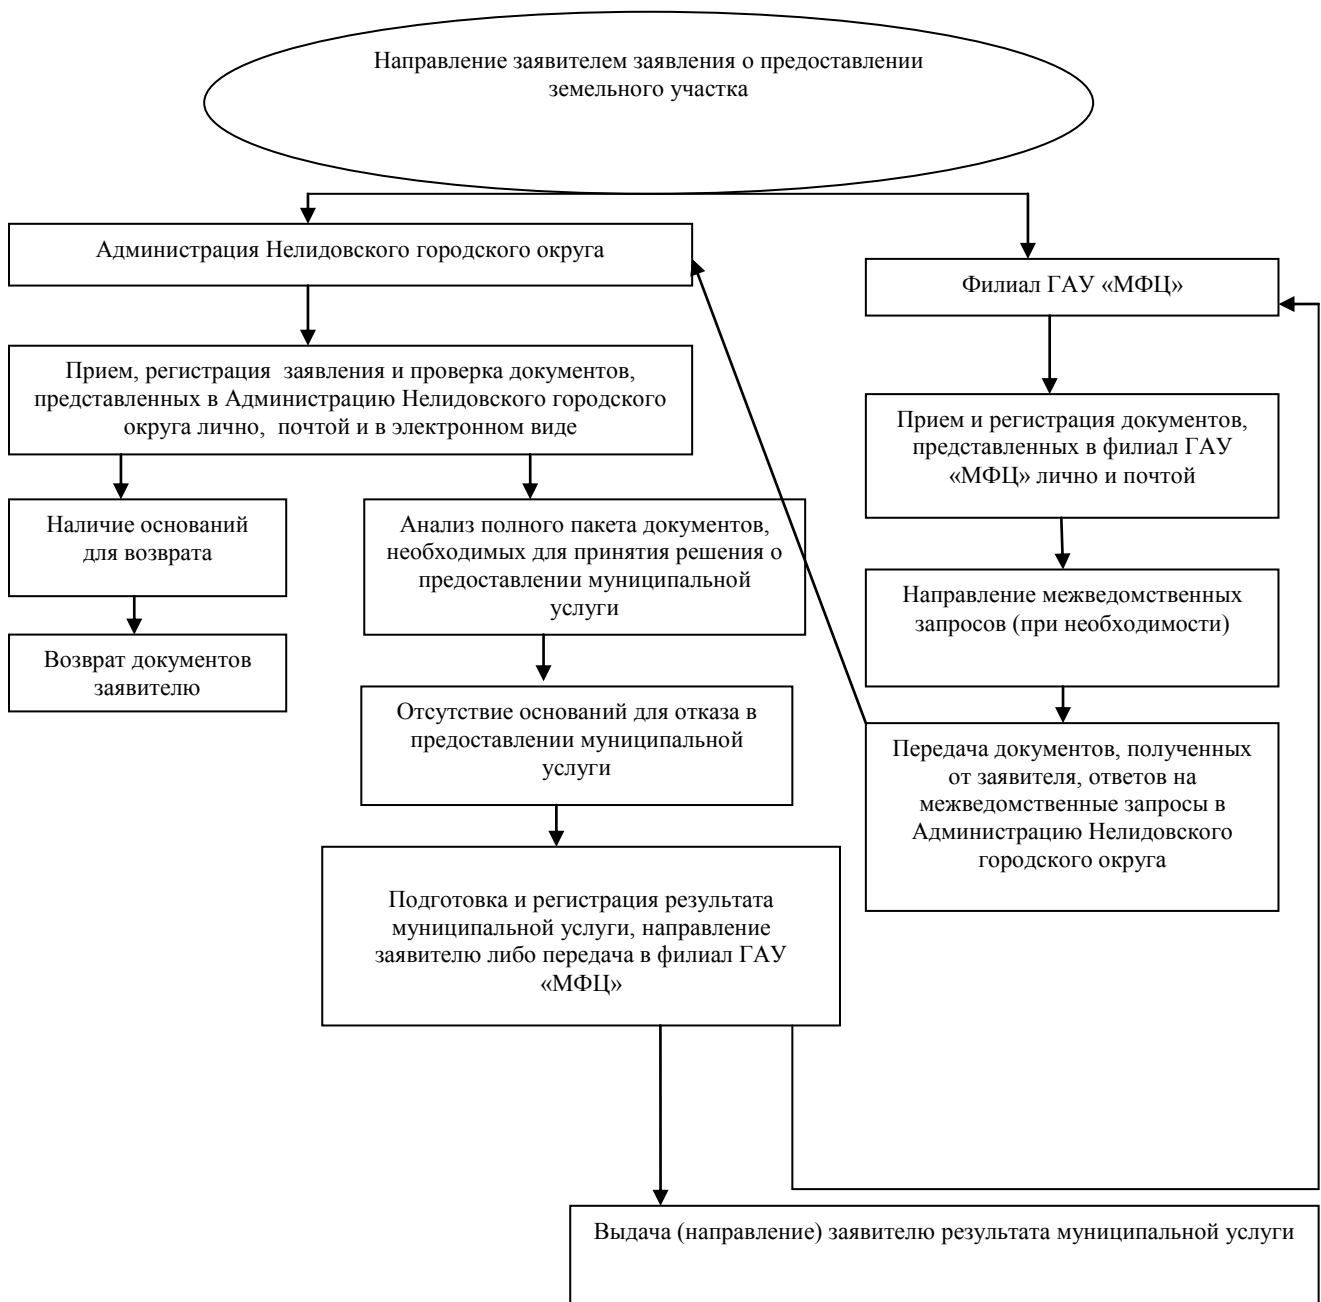 Направление заявителем заявления о предоставлении
земельного участка
Администрация Нелидовского городского округа
Филиал ГАУ «МФЦ»
Прием, регистрация  заявления и проверка документов,
представленных в Администрацию Нелидовского городского
округа лично,  почтой и в электронном виде
Прием и регистрация документов,
представленных в филиал ГАУ
«МФЦ» лично и почтой
Наличие оснований
для возврата
Анализ полного пакета документов,
необходимых для принятия решения о
предоставлении муниципальной
услуги
Направление межведомственных
запросов (при необходимости)
Возврат документов
заявителю
Отсутствие оснований для отказа в
предоставлении муниципальной
услуги
Передача документов, полученных
от заявителя, ответов на
межведомственные запросы в
Администрацию Нелидовского
городского округа
Подготовка и регистрация результата
муниципальной услуги, направление
заявителю либо передача в филиал ГАУ
«МФЦ»
Выдача (направление) заявителю результата муниципальной услуги